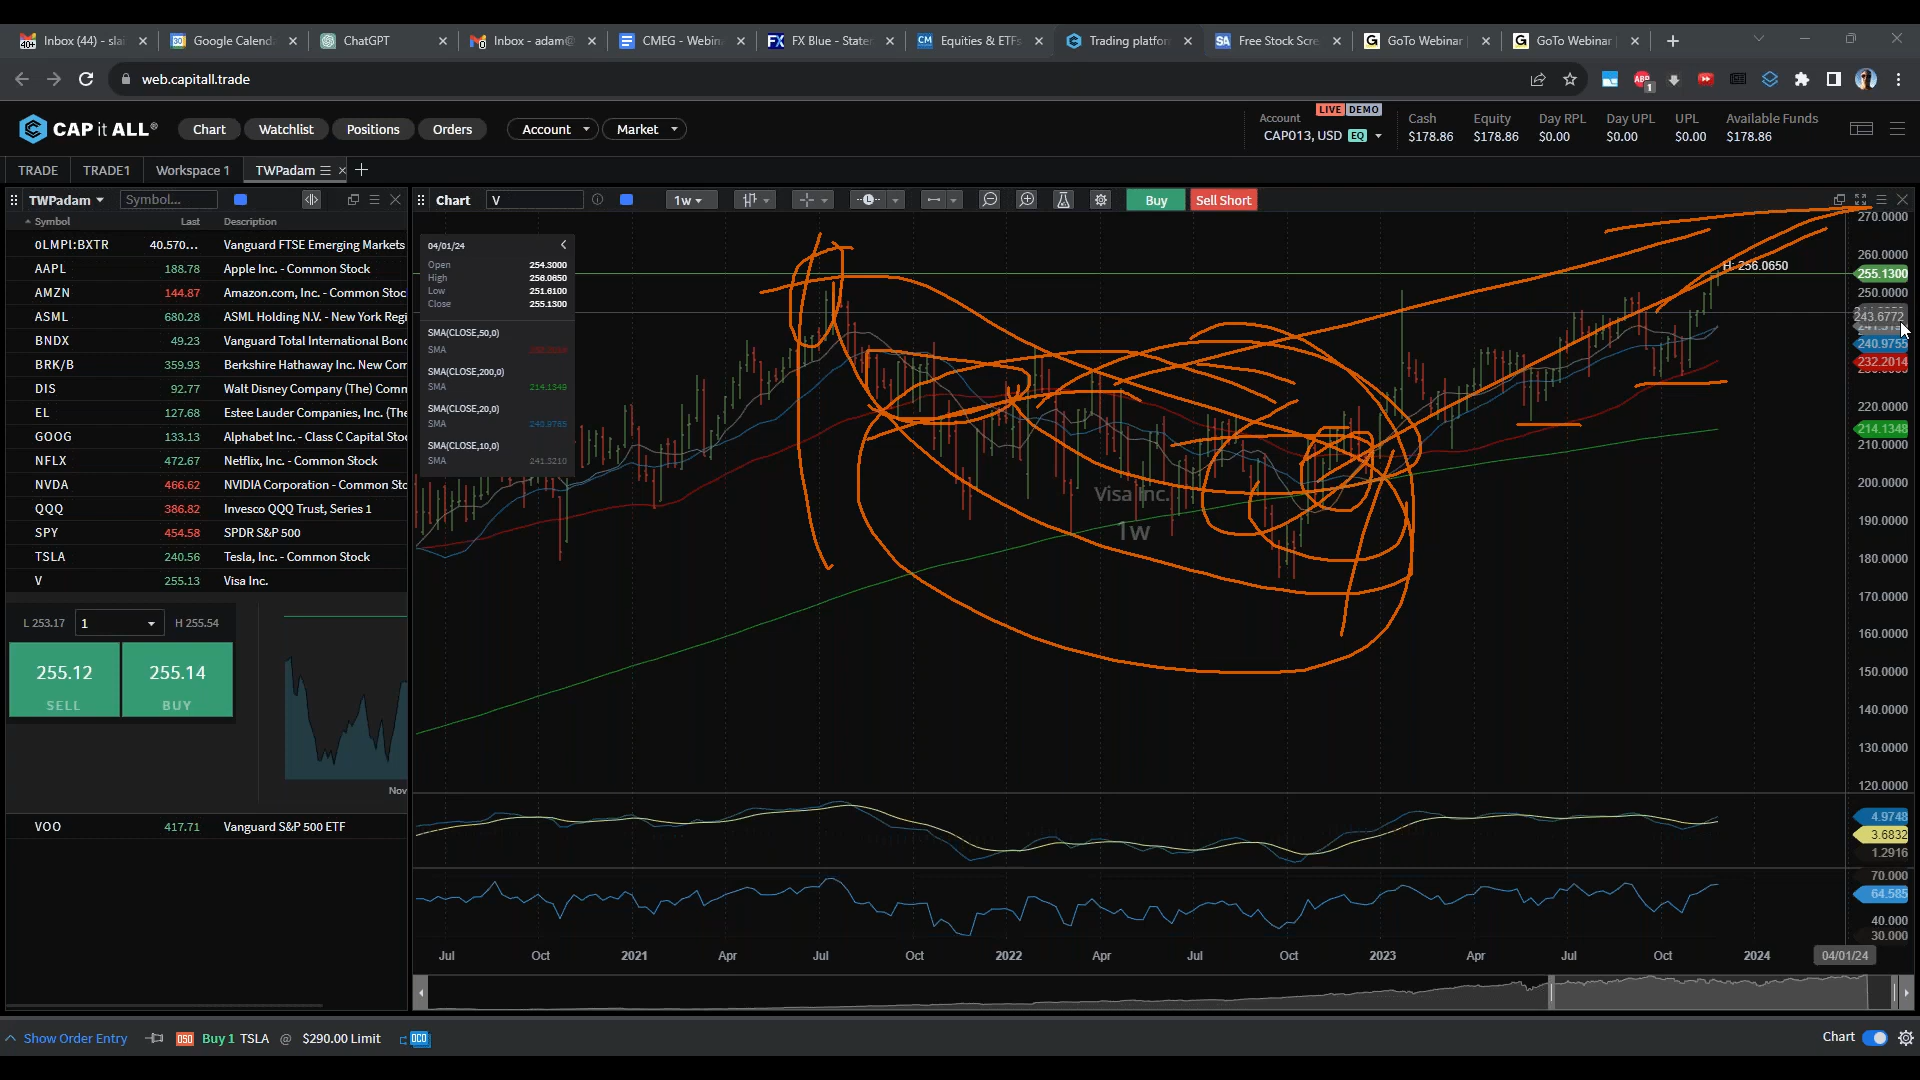 Inbox (44) - sla
Google Calend
ChatGPT
Inbox - adam@
CMEG - Webin
FX Blue - State
Equities & ETFs
Trading platfor
Free Stock Scre
GoTo Webinar
GoTo Webinar
web.capitall.trade
CAP it ALL®
Chart
Watchlist
Positions
Orders
Account
Market
LIVE DEMO
Account Cash Equity Day RPL Day UPL UPL Available Funds
CAP013, USD EQ $178.86 $178.86 $0.00 $0.00 $0.00 $178.86
TRADE TRADE1 Workspace 1 TWPadam
TWPadam Symbol...
Chart V 1w Buy Sell Short
Symbol Last Description
0LMPI:BXTR 40.570... Vanguard FTSE Emerging Markets
AAPL 188.78 Apple Inc. - Common Stock
AMZN 144.87 Amazon.com, Inc. - Common Stoc
ASML 680.28 ASML Holding N.V. - New York Regi
BNDX 49.23 Vanguard Total International Bond
BRK/B 359.93 Berkshire Hathaway Inc. New Com
DIS 92.77 Walt Disney Company (The) Comm
EL 127.68 Estee Lauder Companies, Inc. (The
GOOG 133.13 Alphabet Inc. - Class C Capital Stoc
NFLX 472.67 Netflix, Inc. - Common Stock
NVDA 466.62 NVIDIA Corporation - Common Sto
QQQ 386.82 Invesco QQQ Trust, Series 1
SPY 454.58 SPDR S&P 500
TSLA 240.56 Tesla, Inc. - Common Stock
V 255.13 Visa Inc.
L 253.17 1 H 255.54
255.12 255.14
SELL BUY
Nov
VOO 417.71 Vanguard S&P 500 ETF
04/01/24
Open 254.3000
High 256.0650
Low 251.6100
Close 255.1300
SMA(CLOSE,50,0)
SMA
SMA(CLOSE,200,0)
SMA 214.1348
SMA(CLOSE,20,0)
SMA 240.9755
SMA(CLOSE,10,0)
SMA 241.3210
H: 256.0650
Visa Inc.
1w
270.0000
260.0000
255.1300
250.0000
243.6772
240.9755
232.2014
220.0000
214.1348
210.0000
200.0000
190.0000
180.0000
170.0000
160.0000
150.0000
140.0000
130.0000
120.0000
4.9748
3.6832
1.2916
70.000
64.585
40.000
30.000
Jul Oct 2021 Apr Jul Oct 2022 Apr Jul Oct 2023 Apr Jul Oct 2024 04/01/24
Show Order Entry OSO Buy 1 TSLA @ $290.00 Limit OCO
Chart